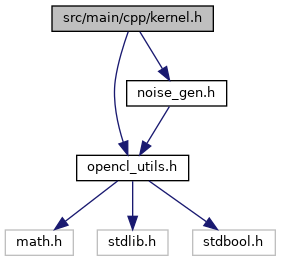 src/main/cpp/kernel.h
noise_gen.h
opencl_utils.h
math.h
stdlib.h
stdbool.h